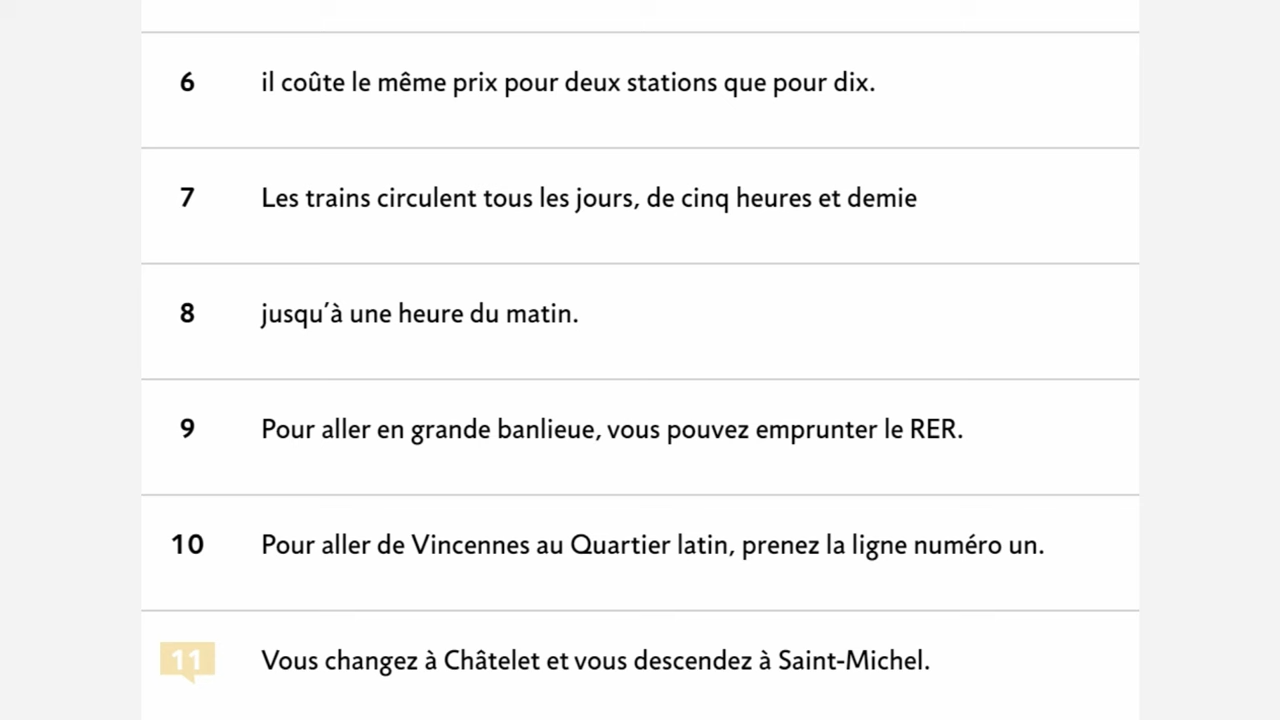 6 il coûte le même prix pour deux stations que pour dix.
7 Les trains circulent tous les jours, de cinq heures et demie
8 jusqu'à une heure du matin.
9 Pour aller en grande banlieue, vous pouvez emprunter le RER.
10 Pour aller de Vincennes au Quartier latin, prenez la ligne numéro un.
11 Vous changez à Châtelet et vous descendez à Saint-Michel.